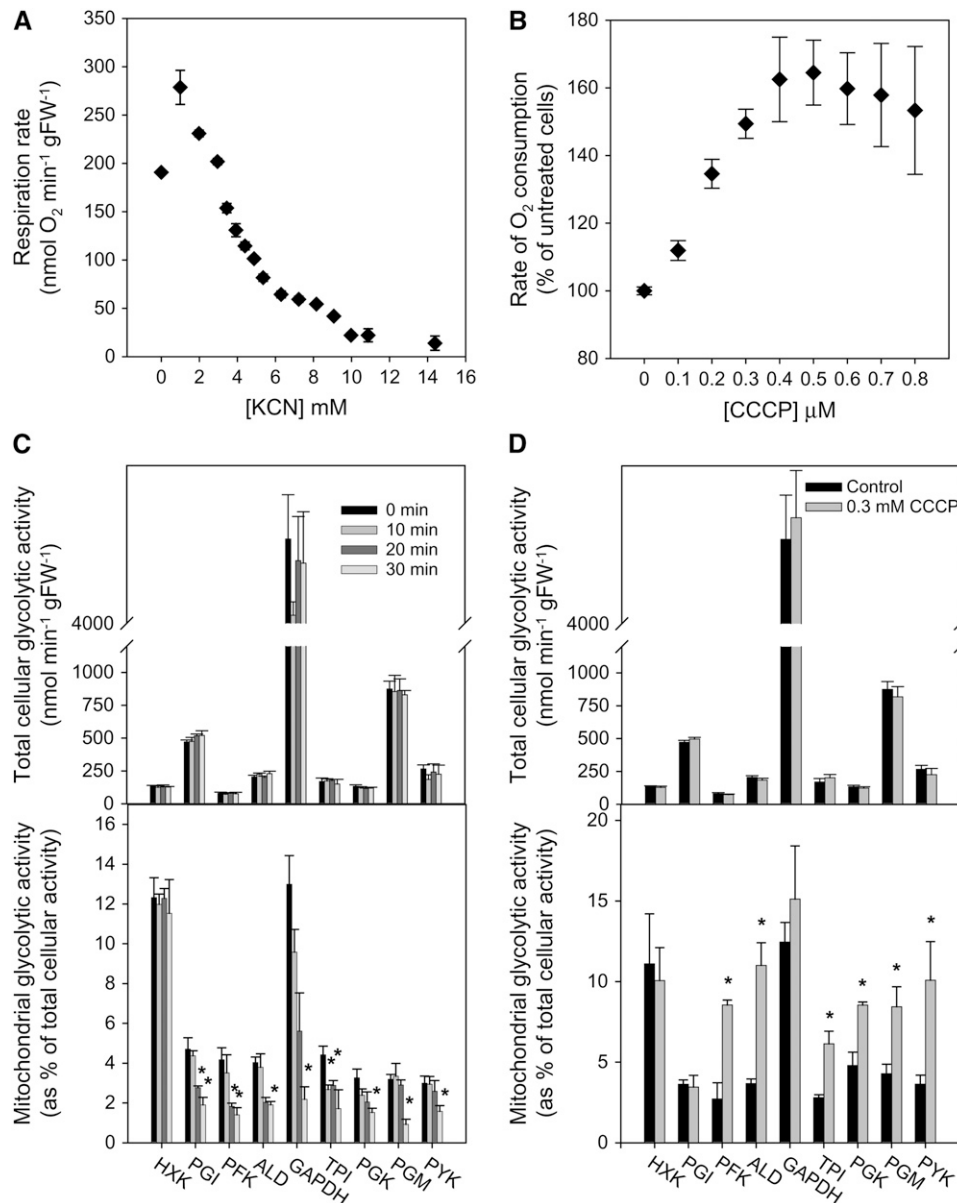 A
350
300
250
200
150
100
50
0
Respiration rate
(nmol O₂ min⁻¹ gFW⁻¹)
0 2 4 6 8 10 12 14 16
[KCN] mM
B
180
160
140
120
100
80
Rate of O₂ consumption
(% of untreated cells)
0 0.1 0.2 0.3 0.4 0.5 0.6 0.7 0.8
[CCCP] μM
C
Total cellular glycolytic activity
(nmol min⁻¹ gFW⁻¹)
4000
1000
750
500
250
0
0 min
10 min
20 min
30 min
Mitochondrial glycolytic activity
(as % of total cellular activity)
16
14
12
10
8
6
4
2
0
* * * * * * * * * * *
HXK PGI PFK ALD GAPDH TPI PGK PGM PYK
D
Total cellular glycolytic activity
(nmol min⁻¹ gFW⁻¹)
4000
1000
750
500
250
0
Control
0.3 mM CCCP
Mitochondrial glycolytic activity
(as % of total cellular activity)
20
15
10
5
0
* * * * * *
HXK PGI PFK ALD GAPDH TPI PGK PGM PYK